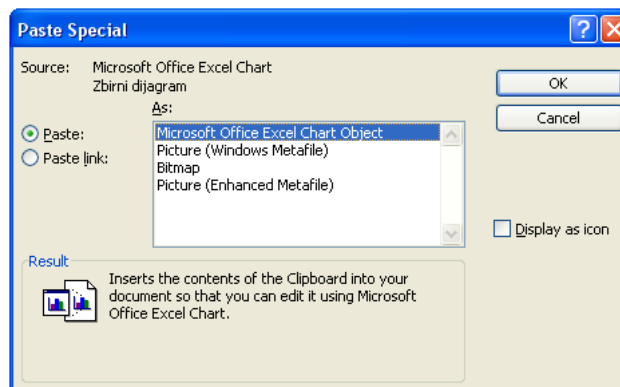 Paste Special
Source: Microsoft Office Excel Chart
Zbirni dijagram
As:
Paste:
Paste link:
Microsoft Office Excel Chart Object
Picture (Windows Metafile)
Bitmap
Picture (Enhanced Metafile)
OK
Cancel
Display as icon
Result
Inserts the contents of the Clipboard into your
document so that you can edit it using Microsoft
Office Excel Chart.